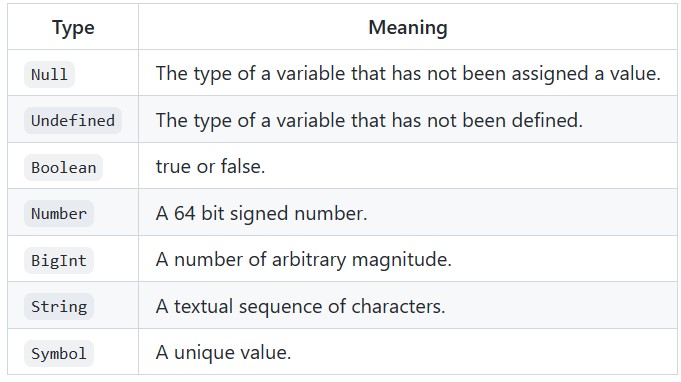 Type Meaning
Null The type of a variable that has not been assigned a value.
Undefined The type of a variable that has not been defined.
Boolean true or false.
Number A 64 bit signed number.
BigInt A number of arbitrary magnitude.
String A textual sequence of characters.
Symbol A unique value.